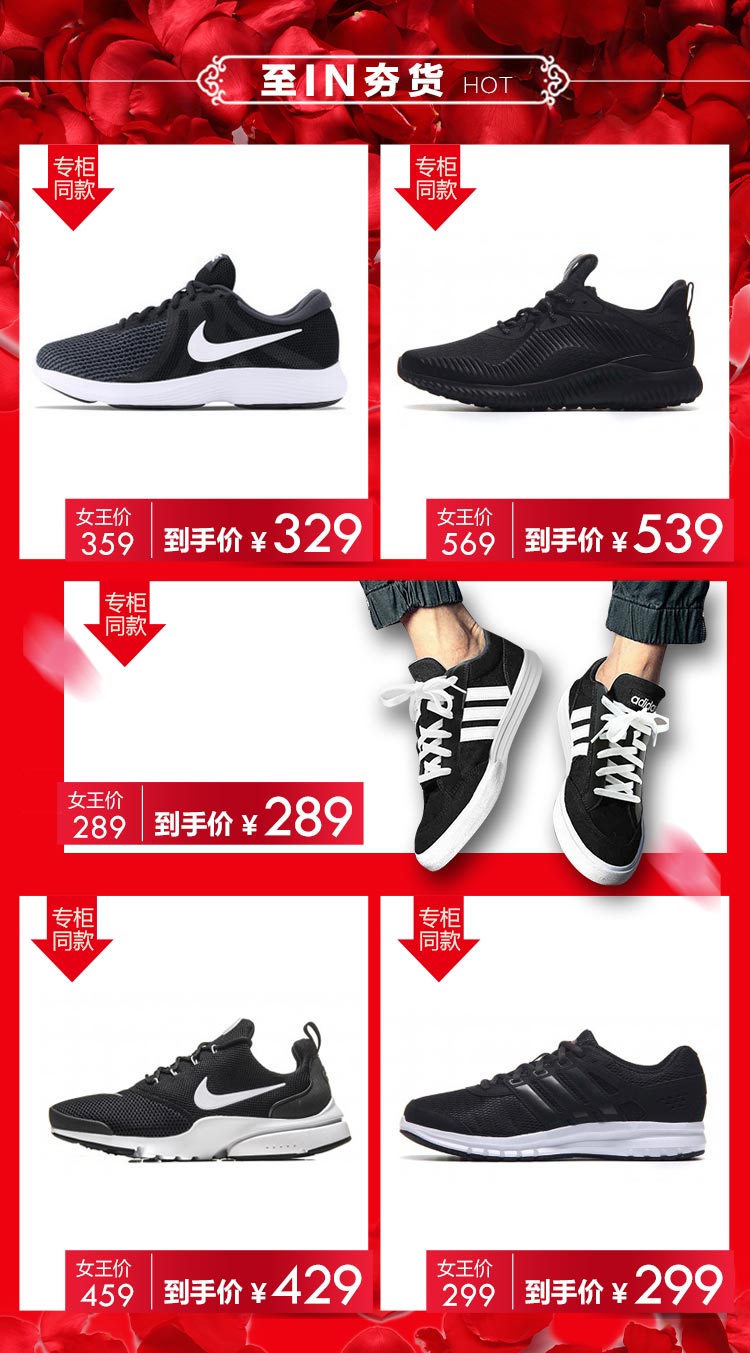 至IN夯货 HOT
专柜
同款
专柜
同款
女王价
359
到手价 ¥ 329
女王价
569
到手价 ¥ 539
专柜
同款
adidas
女王价
289
到手价 ¥ 289
专柜
同款
专柜
同款
女王价
459
到手价 ¥ 429
女王价
299
到手价 ¥ 299